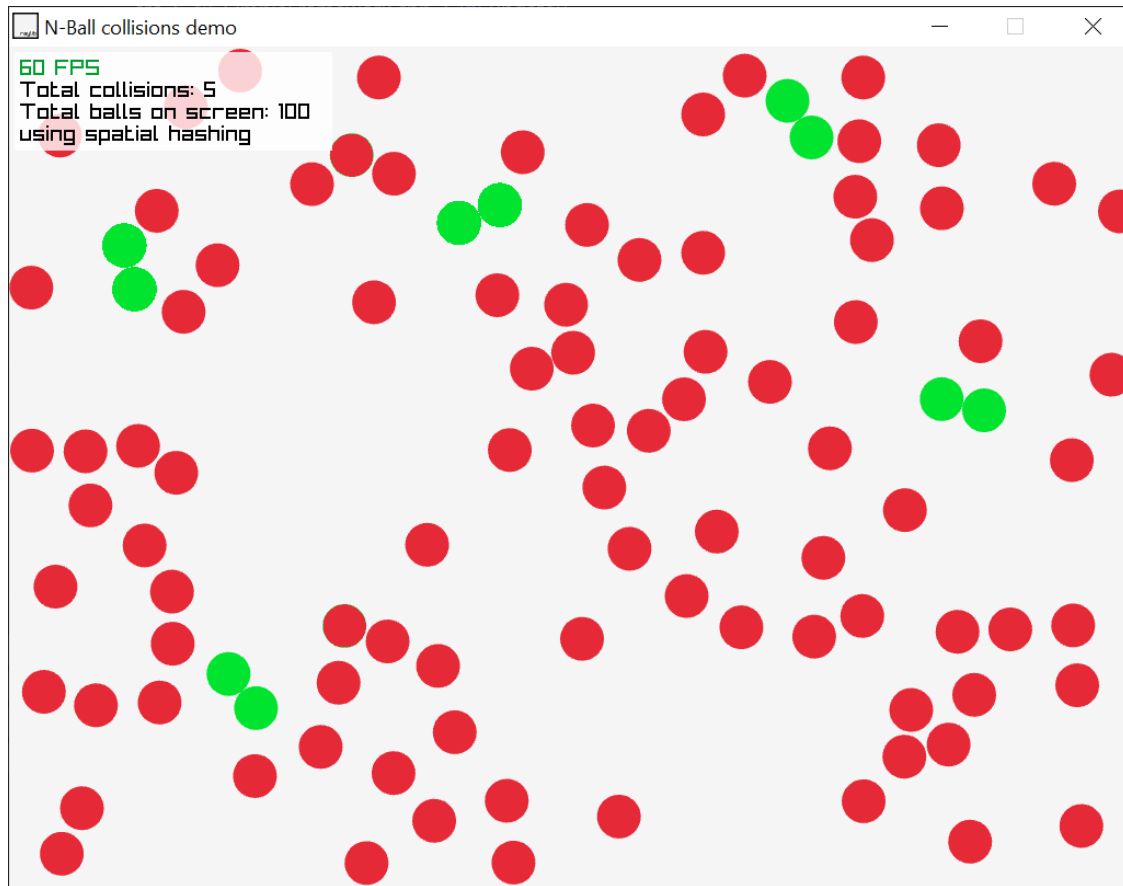 N-Ball collisions demo
60 FPS
Total collisions: 5
Total balls on screen: 100
using spatial hashing